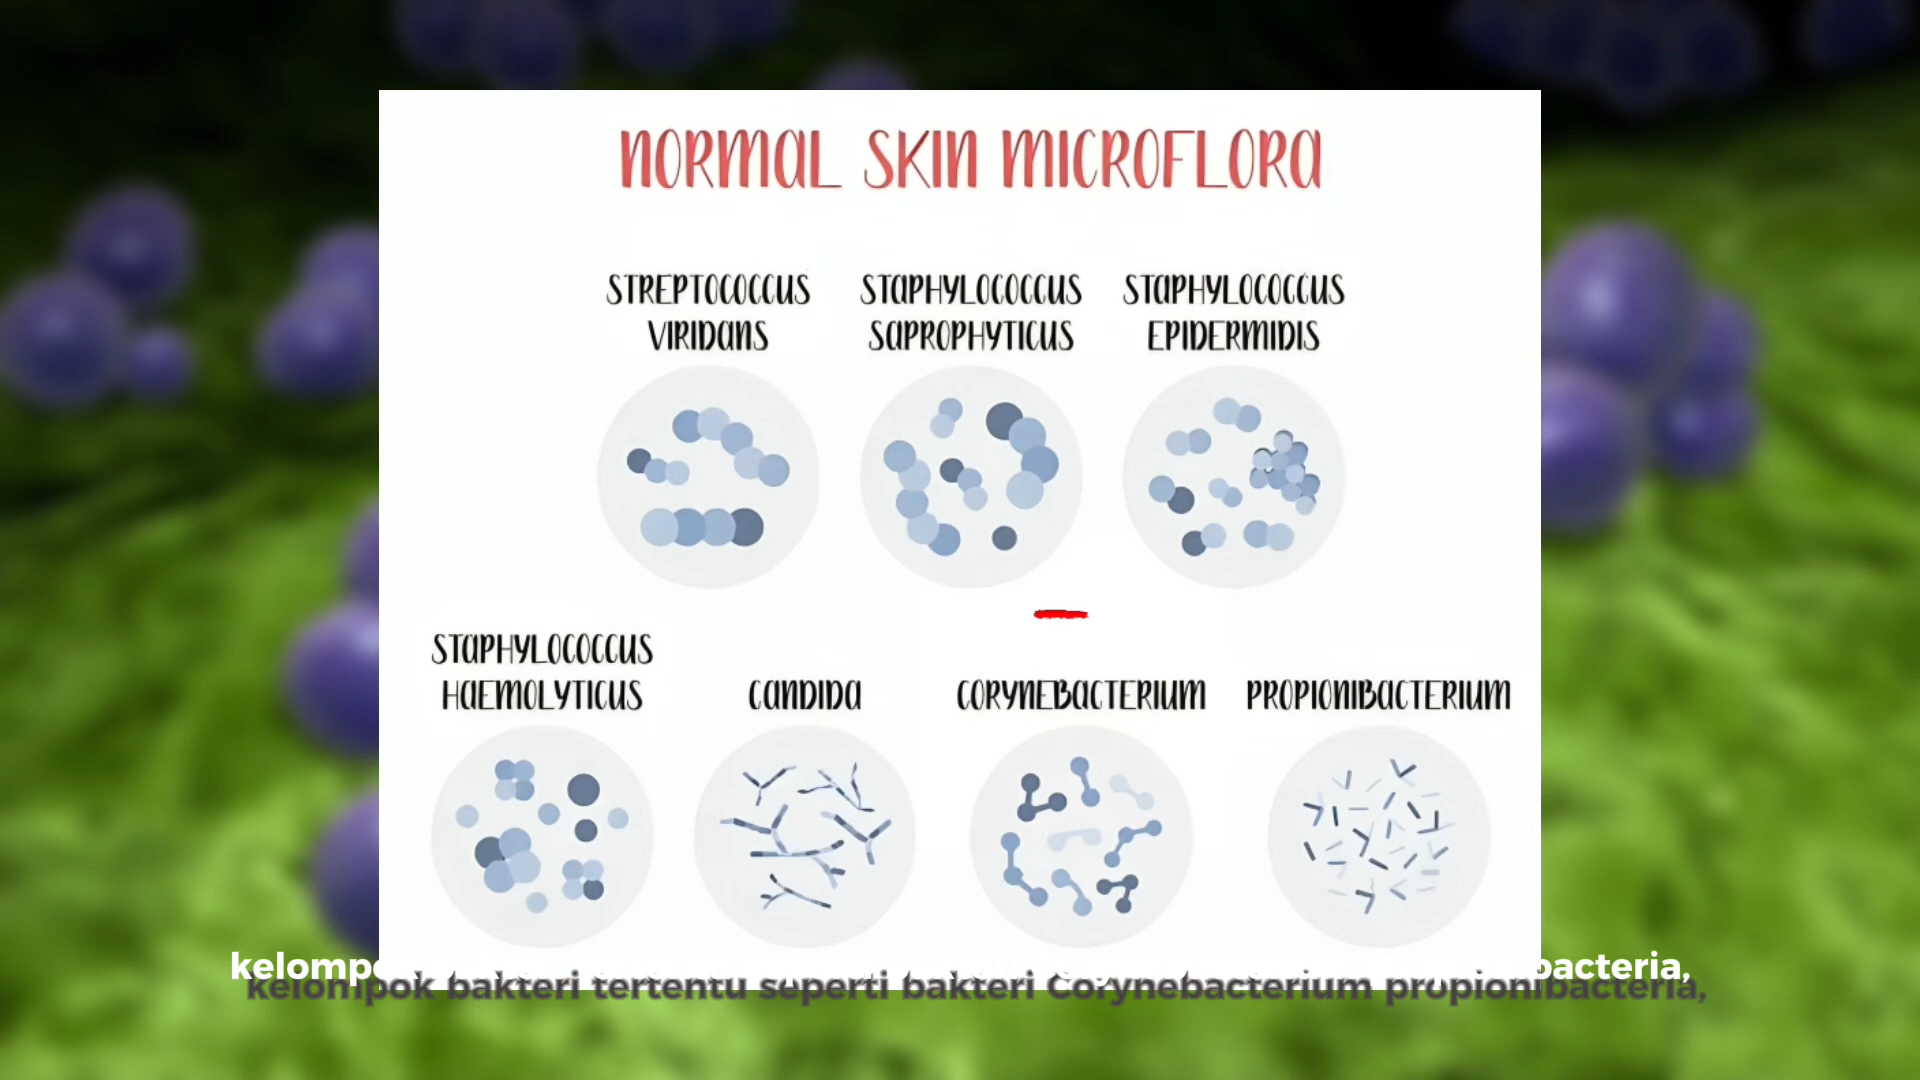 NORMAL SKIN MICROFLORA
STREPTOCOCCUS
VIRIDANS
STAPHYLOCOCCUS
SAPROPHYTICUS
STAPHYLOCOCCUS
EPIDERMIDIS
STAPHYLOCOCCUS
HAEMOLYTICUS
CANDIDA
CORYNEBACTERIUM
PROPIONIBACTERIUM
kelompok bakteri tertentu seperti bakteri Corynebacterium propionibacteria,